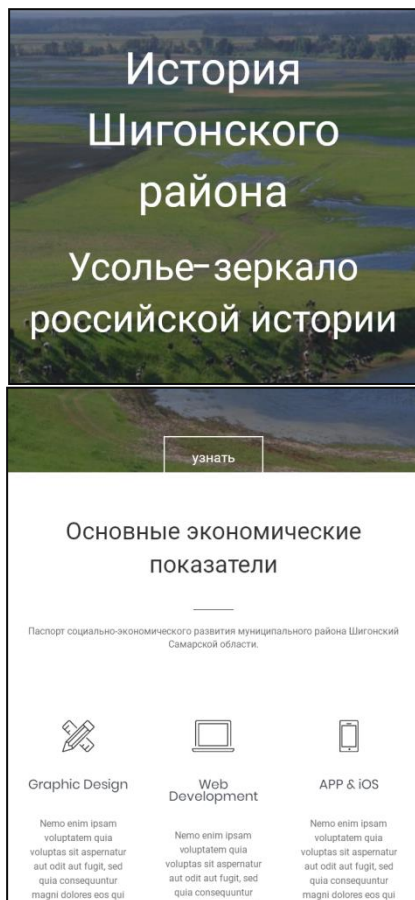 История
Шигонского
района
Усолье-зеркало
российской истории
узнать
Основные экономические
показатели
Паспорт социально-экономического развития муниципального района Шигонский
Самарской области.
Graphic Design
Nemo enim ipsam
voluptatem quia
voluptas sit aspernatur
aut odit aut fugit, sed
quia consequuntur
magni dolores eos qui
Web
Development
Nemo enim ipsam
voluptatem quia
voluptas sit aspernatur
aut odit aut fugit, sed
quia consequuntur
APP & iOS
Nemo enim ipsam
voluptatem quia
voluptas sit aspernatur
aut odit aut fugit, sed
quia consequuntur
magni dolores eos qui